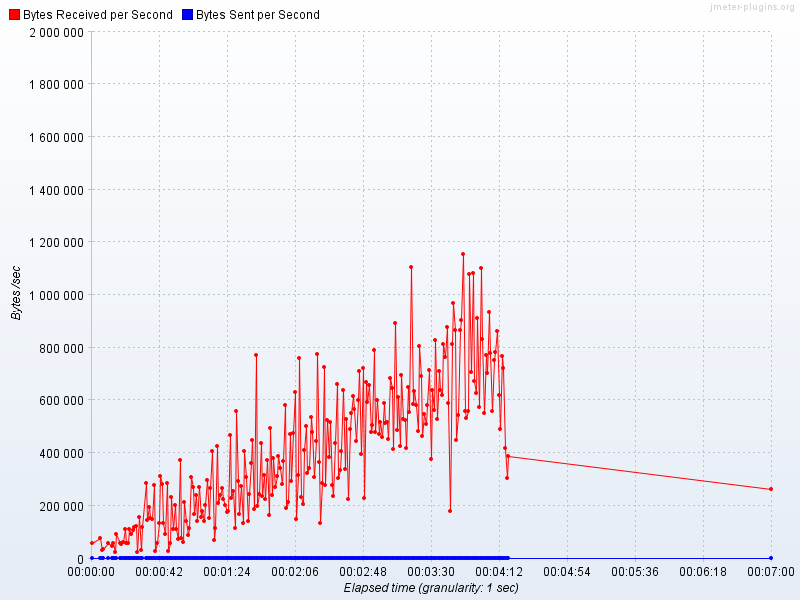 jmeter-plugins.org
Bytes Received per Second Bytes Sent per Second
2 000 000
1 800 000
1 600 000
1 400 000
1 200 000
1 000 000
800 000
600 000
400 000
200 000
0
Bytes /sec
00:00:00 00:00:42 00:01:24 00:02:06 00:02:48 00:03:30 00:04:12 00:04:54 00:05:36 00:06:18 00:07:00
Elapsed time (granularity: 1 sec)